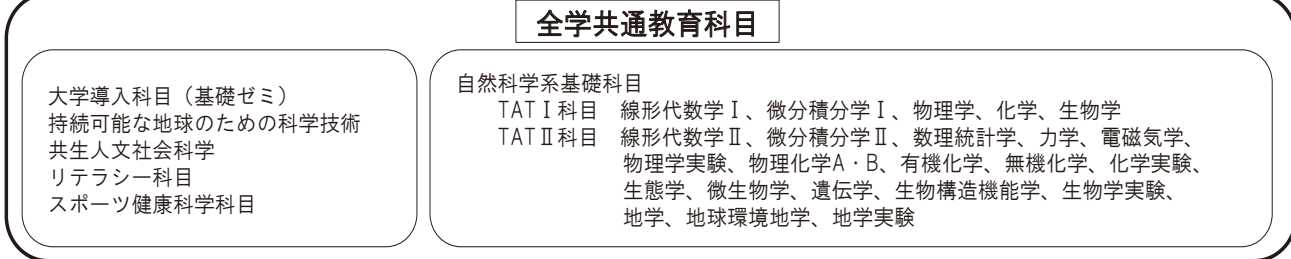 全学共通教育科目
大学導入科目（基礎ゼミ）
持続可能な地球のための科学技術
共生人文社会科学
リテラシー科目
スポーツ健康科学科目
自然科学系基礎科目
TATⅠ科目 線形代数学Ⅰ、微分積分学Ⅰ、物理学、化学、生物学
TATⅡ科目 線形代数学Ⅱ、微分積分学Ⅱ、数理統計学、力学、電磁気学、
物理学実験、物理化学A・B、有機化学、無機化学、化学実験、
生態学、微生物学、遺伝学、生物構造機能学、生物学実験、
地学、地球環境地学、地学実験